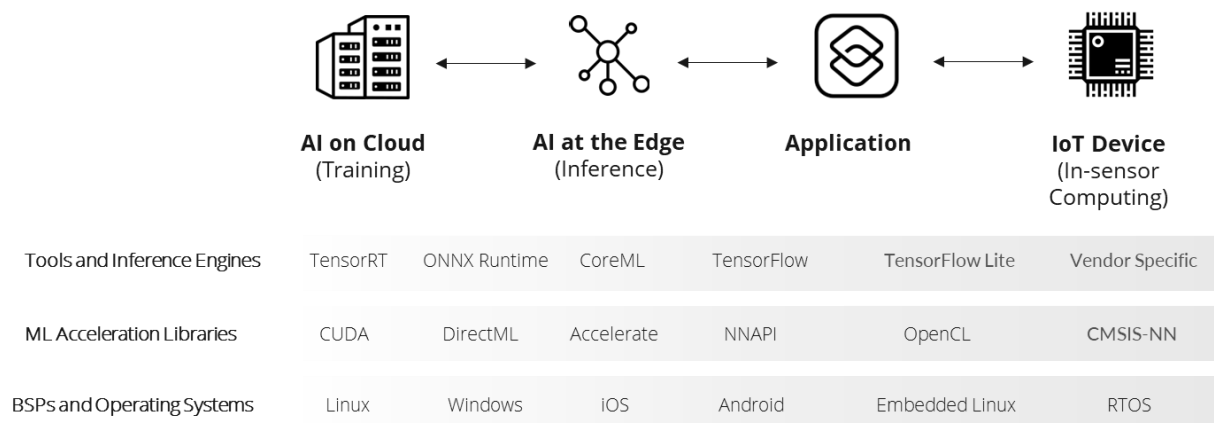 AI on Cloud
(Training)
AI at the Edge
(Inference)
Application
IoT Device
(In-sensor
Computing)
Tools and Inference Engines TensorRT ONNX Runtime CoreML TensorFlow TensorFlow Lite Vendor Specific
ML Acceleration Libraries CUDA DirectML Accelerate NNAPI OpenCL CMSIS-NN
BSPs and Operating Systems Linux Windows iOS Android Embedded Linux RTOS